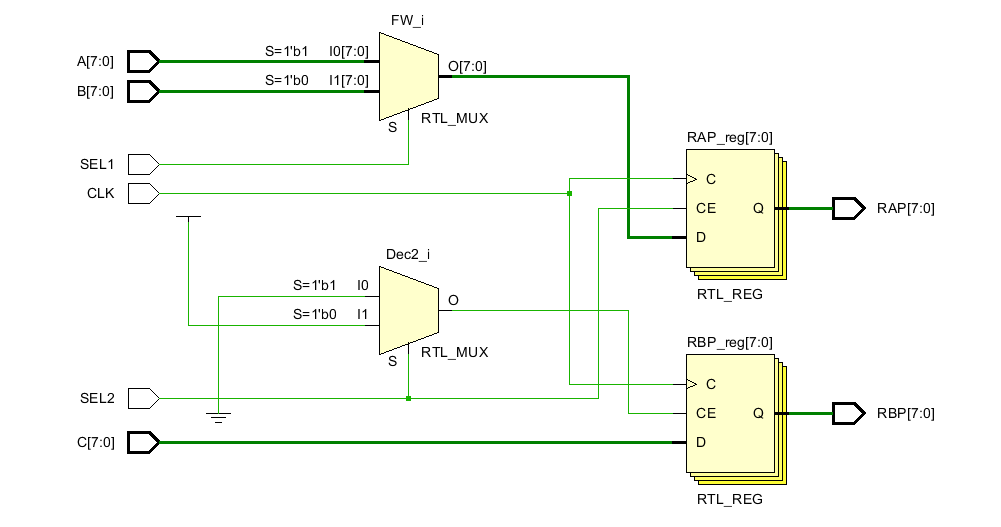 FW_i
A[7:0]
S=1'b1 I0[7:0]
O[7:0]
B[7:0]
S=1'b0 I1[7:0]
S
RTL_MUX
SEL1
CLK
RAP_reg[7:0]
C
CE
Q
RAP[7:0]
D
RTL_REG
Dec2_i
S=1'b1 I0
O
S=1'b0 I1
S
RTL_MUX
SEL2
C[7:0]
RBP_reg[7:0]
C
CE
Q
RBP[7:0]
D
RTL_REG